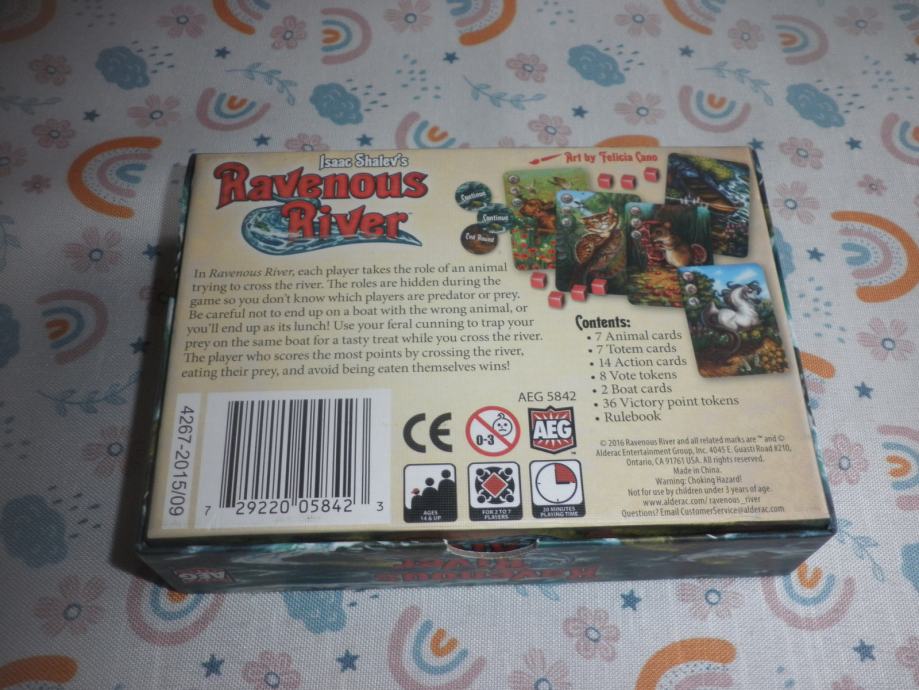 Isaac Shalev's
Ravenous
River™
Art by Felicia Cano
Continue
Continue
End Round
In Ravenous River, each player takes the role of an animal
trying to cross the river. The roles are hidden during the
game so you don't know which players are predator or prey.
Be careful not to end up on a boat with the wrong animal, or
you'll end up as its lunch! Use your feral cunning to trap your
prey on the same boat for a tasty treat while you cross the river.
The player who scores the most points by crossing the river,
eating their prey, and avoid being eaten themselves wins!
Contents:
• 7 Animal cards
• 7 Totem cards
• 14 Action cards
• 8 Vote tokens
• 2 Boat cards
• 36 Victory point tokens
• Rulebook
4267-2015/09
7 29220 05842 3
CE
0-3
AEG 5842
AEG
AGES
14 & UP
FOR 2 TO 7
PLAYERS
20 MINUTES
PLAYING TIME
© 2016 Ravenous River and all related marks are ™ and ©
Alderac Entertainment Group, Inc. 4045 E. Guasti Road #210,
Ontario, CA 91761 USA. All rights reserved.
Made in China.
Warning: Choking Hazard!
Not for use by children under 3 years of age.
www.alderac.com/ravenous_river
Questions? Email CustomerService@alderac.com
AEG
Ravenous
River